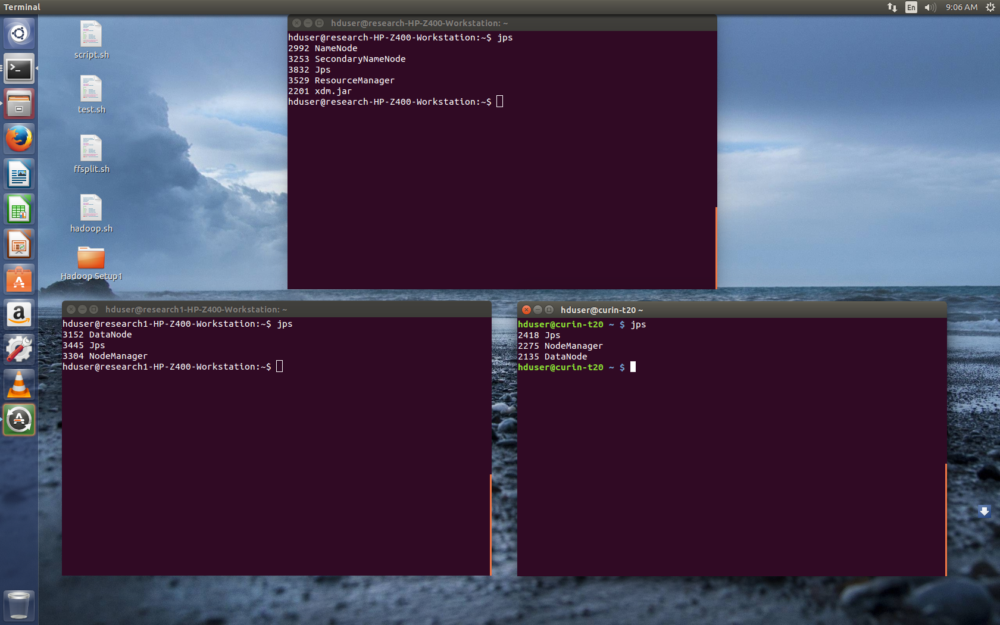 Terminal
En
9:06 AM
script.sh
test.sh
ffsplit.sh
hadoop.sh
Hadoop Setup1
hduser@research-HP-Z400-Workstation: ~
hduser@research-HP-Z400-Workstation:~$ jps
2992 NameNode
3253 SecondaryNameNode
3832 Jps
3529 ResourceManager
2201 xdm.jar
hduser@research-HP-Z400-Workstation:~$
hduser@research1-HP-Z400-Workstation: ~
hduser@research1-HP-Z400-Workstation:~$ jps
3152 DataNode
3445 Jps
3304 NodeManager
hduser@research1-HP-Z400-Workstation:~$
hduser@curin-t20 ~
hduser@curin-t20 ~ $ jps
2418 Jps
2275 NodeManager
2135 DataNode
hduser@curin-t20 ~ $